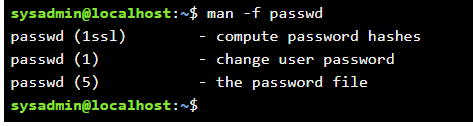 sysadmin@localhost:~$ man -f passwd
passwd (1ssl)        - compute password hashes
passwd (1)           - change user password
passwd (5)           - the password file
sysadmin@localhost:~$